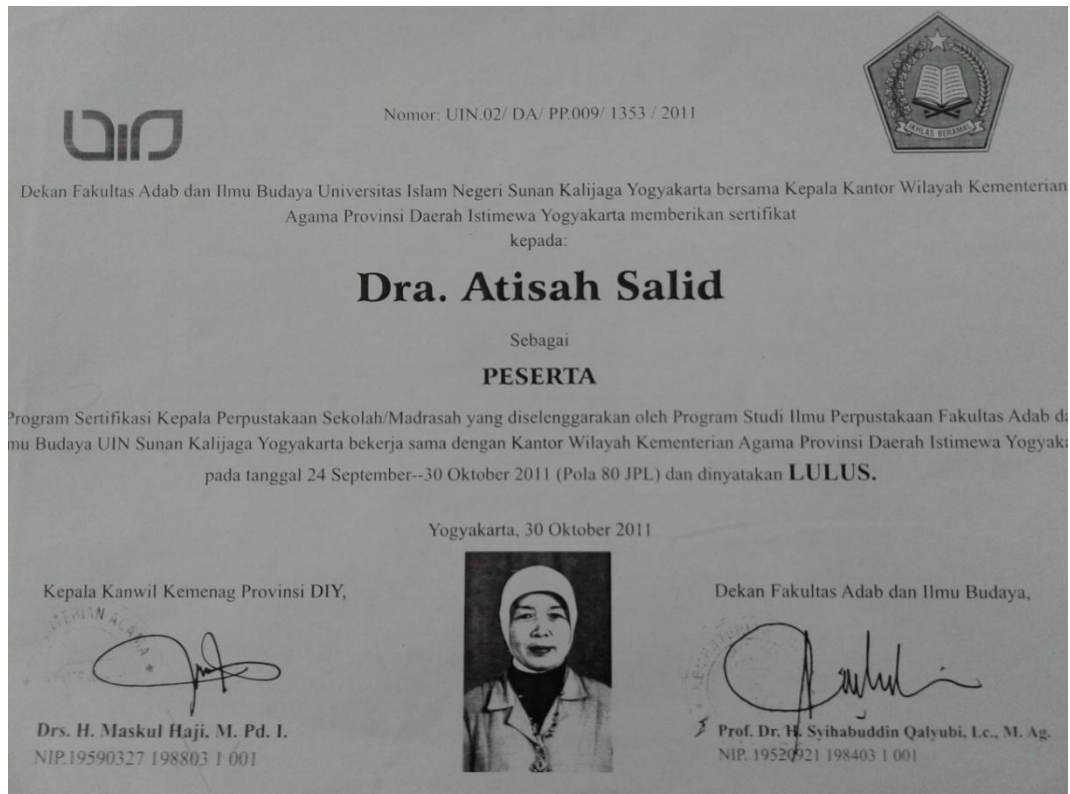 uin
Nomor: UIN.02/ DA/ PP.009/ 1353 / 2011
IKHLAS BERAMAL
Dekan Fakultas Adab dan Ilmu Budaya Universitas Islam Negeri Sunan Kalijaga Yogyakarta bersama Kepala Kantor Wilayah Kementerian
Agama Provinsi Daerah Istimewa Yogyakarta memberikan sertifikat
kepada:
Dra. Atisah Salid
Sebagai
PESERTA
Program Sertifikasi Kepala Perpustakaan Sekolah/Madrasah yang diselenggarakan oleh Program Studi Ilmu Perpustakaan Fakultas Adab da
mu Budaya UIN Sunan Kalijaga Yogyakarta bekerja sama dengan Kantor Wilayah Kementerian Agama Provinsi Daerah Istimewa Yogyaka
pada tanggal 24 September--30 Oktober 2011 (Pola 80 JPL) dan dinyatakan LULUS.
Yogyakarta, 30 Oktober 2011
Kepala Kanwil Kemenag Provinsi DIY,
TERIAN AGAMA
Drs. H. Maskul Haji, M. Pd. I.
NIP.19590327 198803 1 001
Dekan Fakultas Adab dan Ilmu Budaya,
KEMENTERI
Prof. Dr. H. Syihabuddin Qalyubi, Lc., M. Ag.
NIP. 19520921 198403 1 001